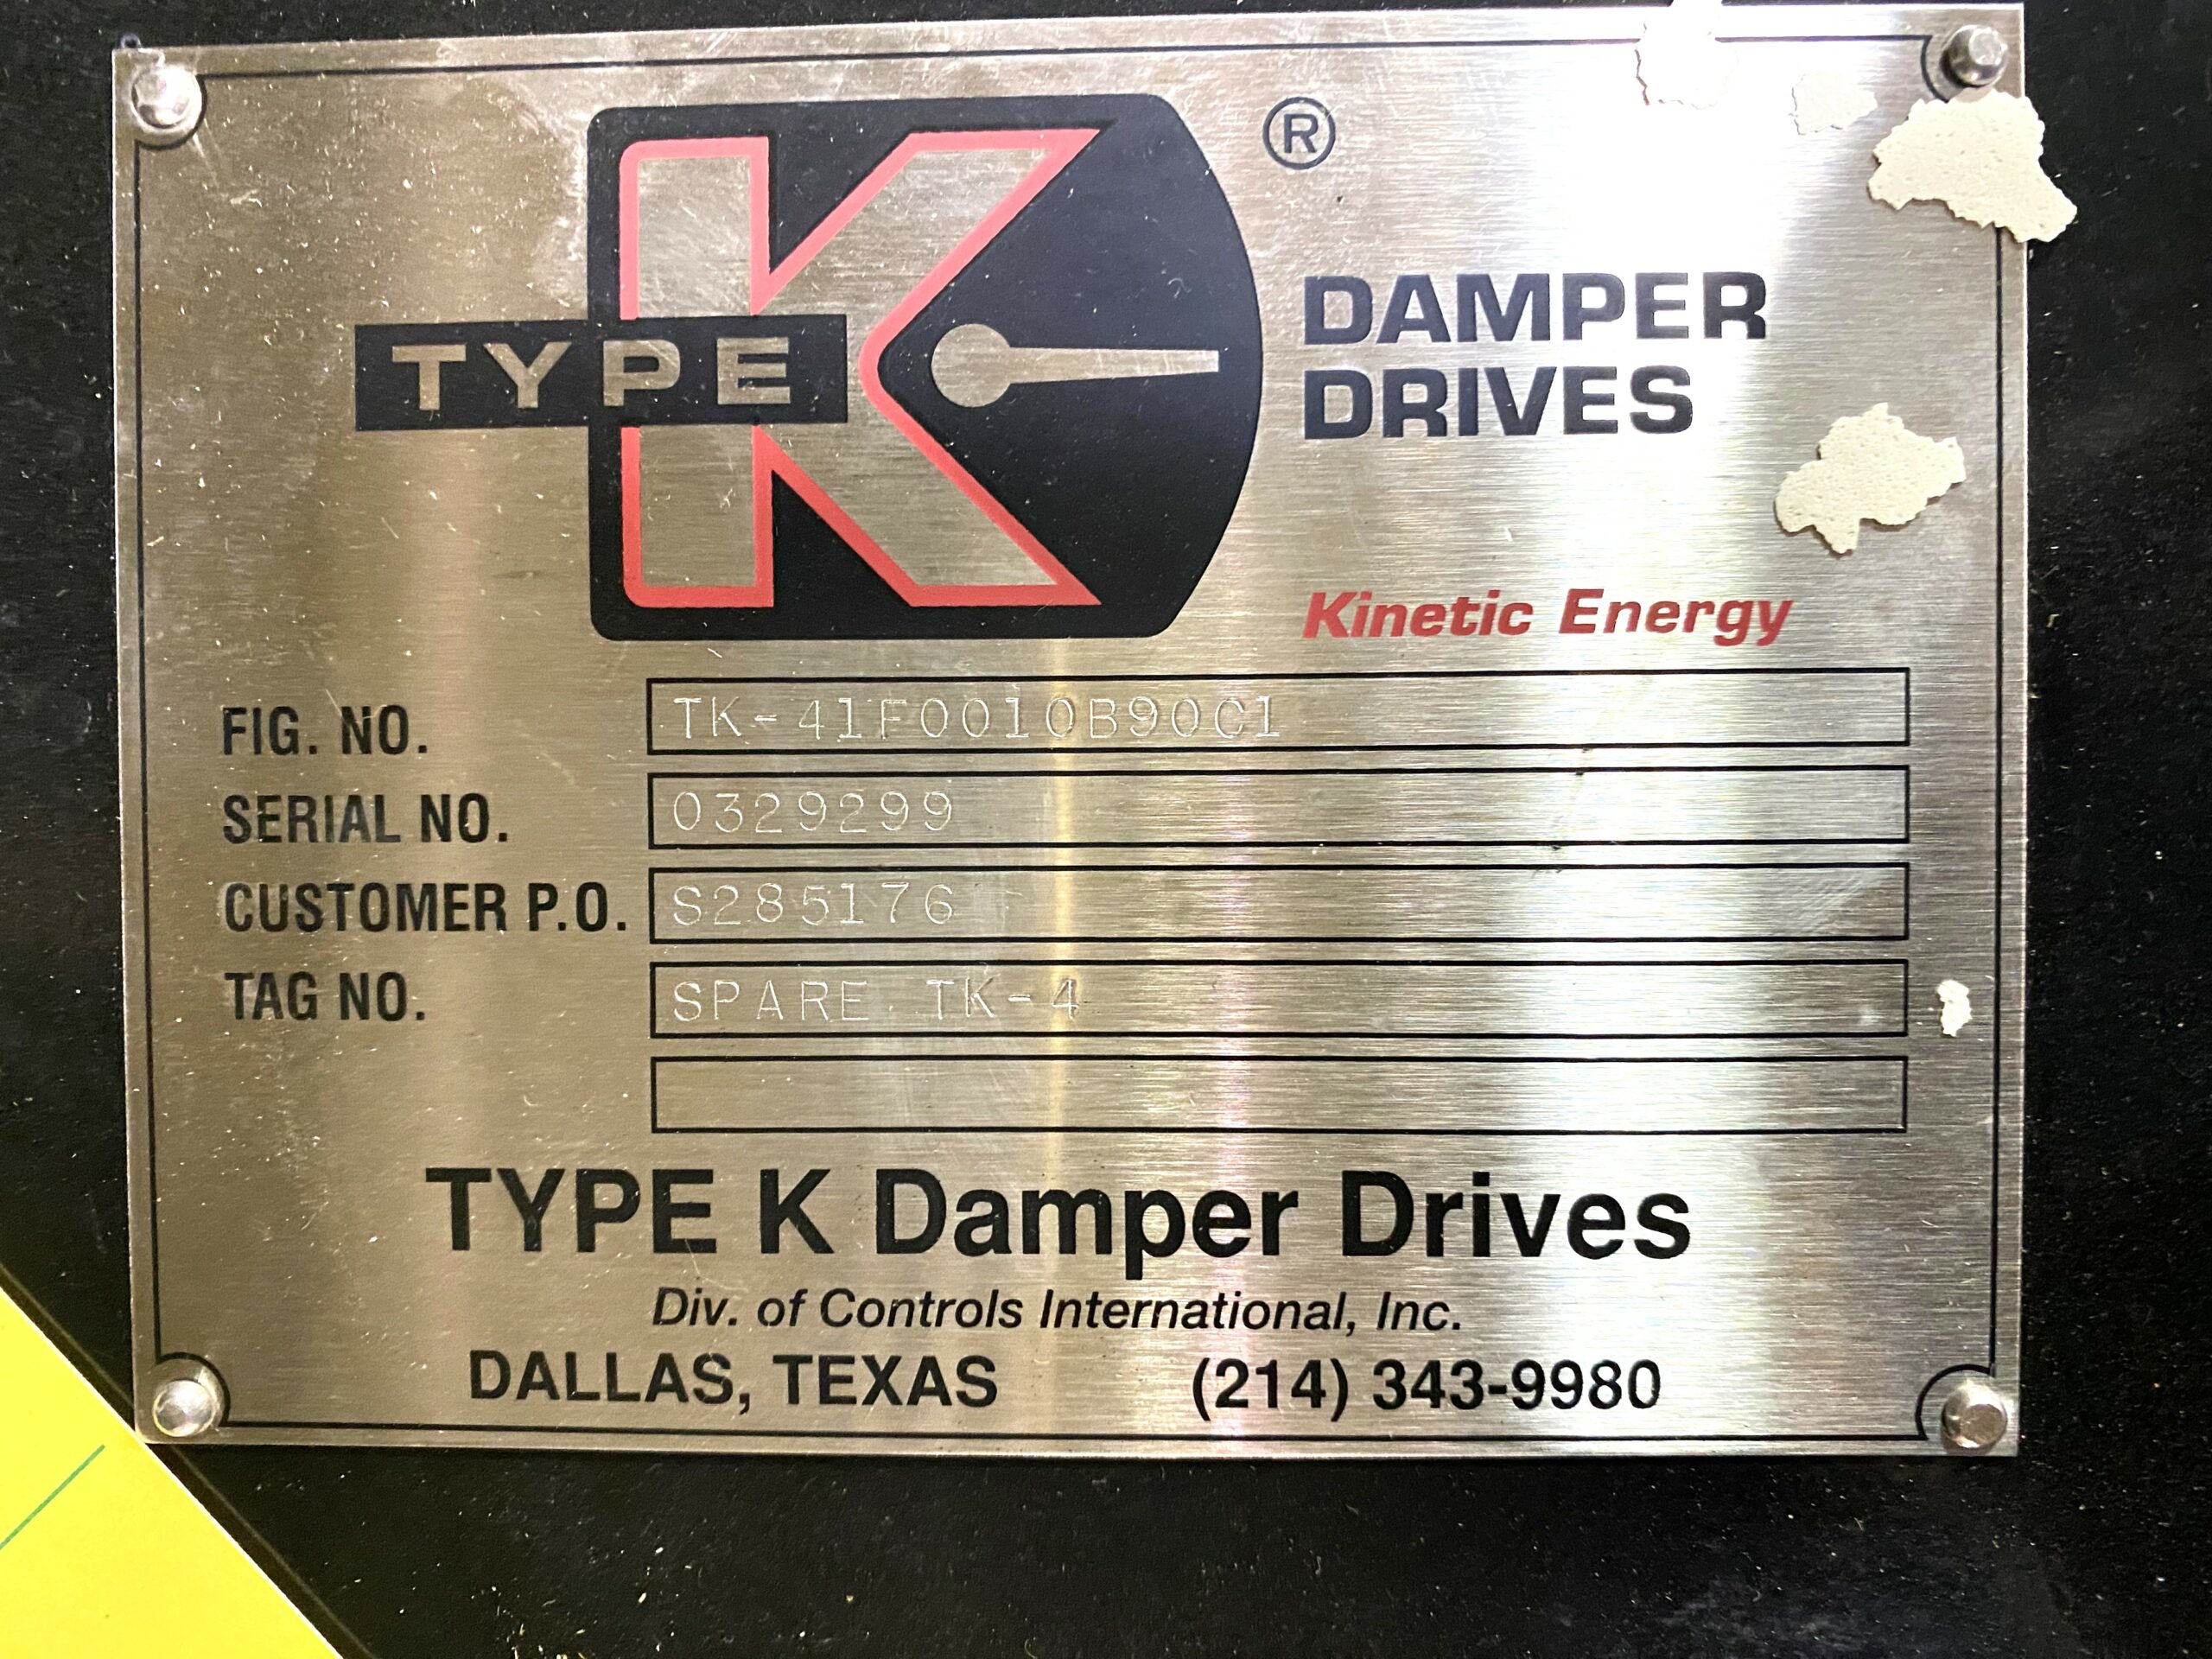 TYPE K ®
DAMPER
DRIVES
Kinetic Energy
FIG. NO. TK-41F0010B90C1
SERIAL NO. 0329299
CUSTOMER P.O. S285176
TAG NO. SPARE TK-4
TYPE K Damper Drives
Div. of Controls International, Inc.
DALLAS, TEXAS (214) 343-9980